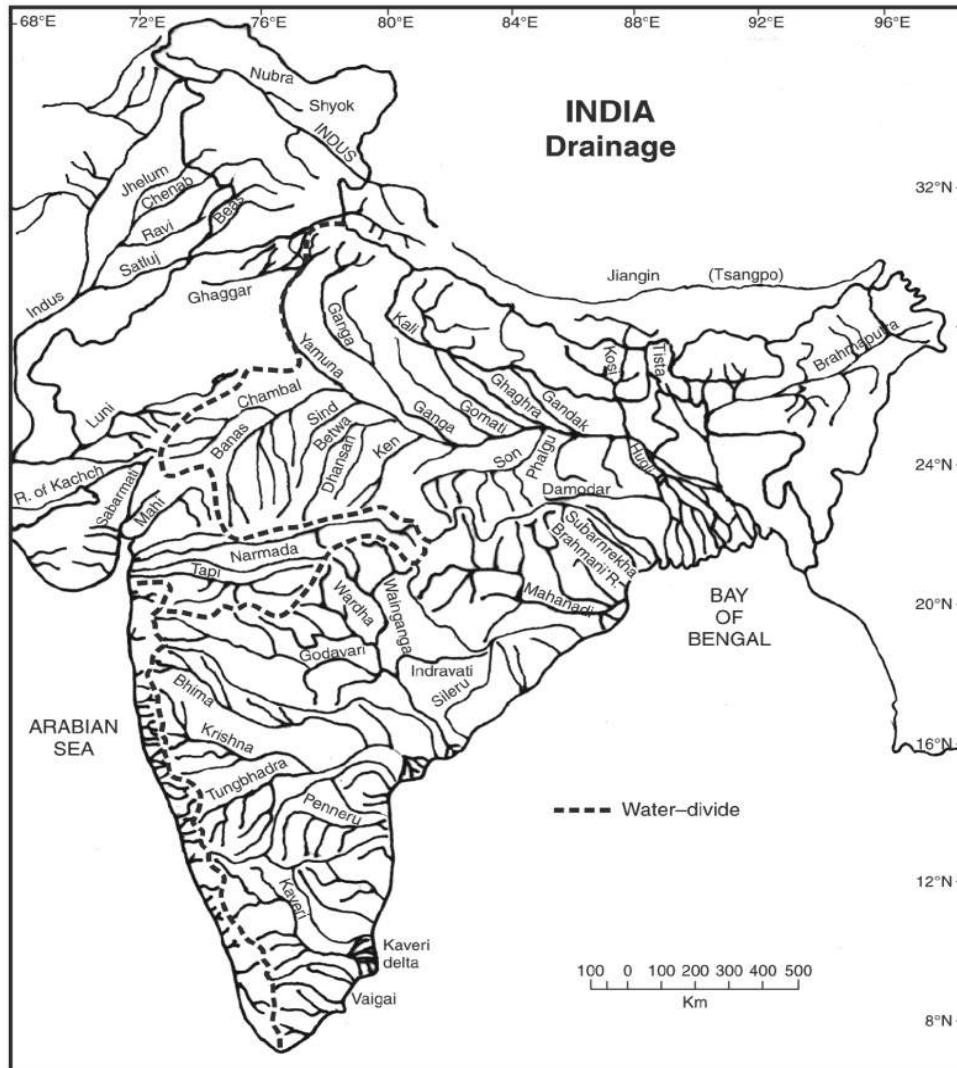 68°E
72°E
76°E
80°E
84°E
88°E
92°E
96°E
INDIA
Drainage
Nubra
Shyok
INDUS
32°N
Jhelum
Chenab
Ravi
Beas
Satluj
Indus
Ghaggar
Jiangin (Tsangpo)
Ganga
Kali
Yamuna
Kosi
Tista
Brahmaputra
Chambal
Ghaghra
Gandak
Luni
Banas
Sind
Betwa
Dhansan
Ken
Ganga
Gomati
Son
Phalgu
Hugli
24°N
R. of Kachch
Sabarmati
Mahi
Damodar
Subarnrekha
Brahmani R.
Narmada
Tapi
Wardha
Wainganga
Mahanadi
20°N
BAY
OF
BENGAL
Godavari
Indravati
Sileru
Bhima
Krishna
ARABIAN
SEA
16°N
Tungbhadra
Penneru
Water–divide
12°N
Kaveri
Kaveri
delta
Vaigai
100 0 100 200 300 400 500
Km
8°N